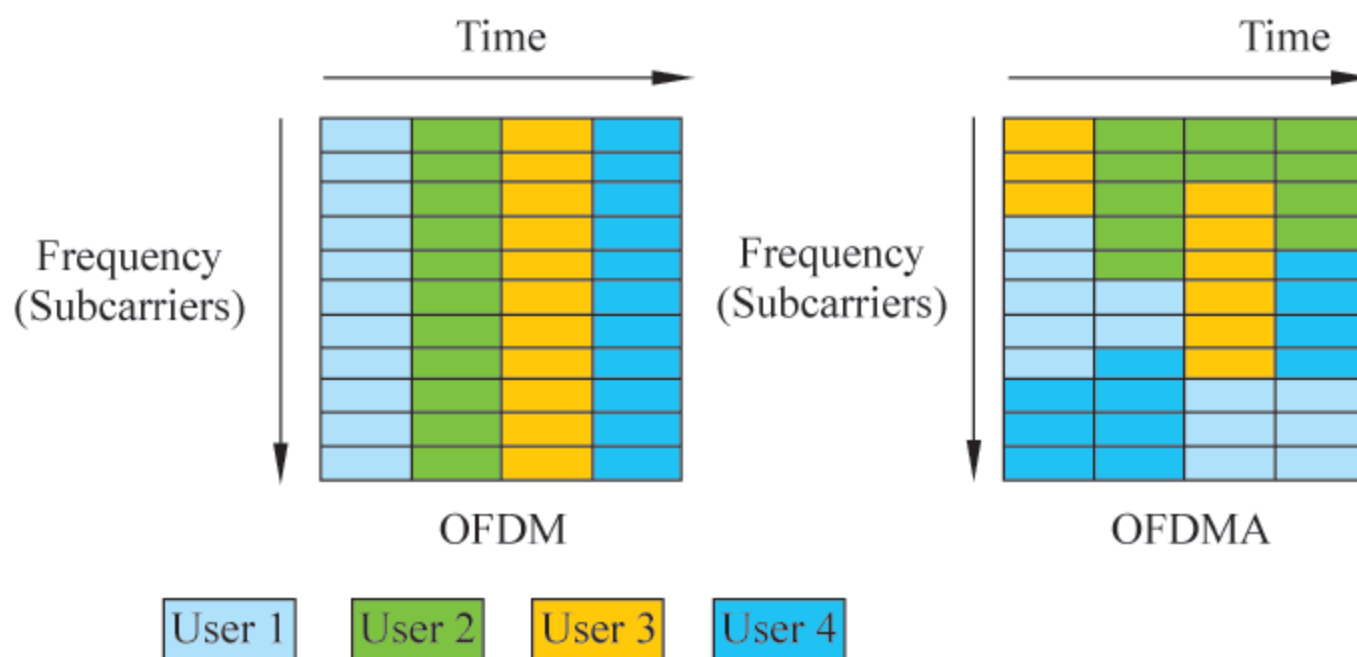 Time
Time
Frequency
(Subcarriers)
Frequency
(Subcarriers)
OFDM
OFDMA
User 1
User 2
User 3
User 4